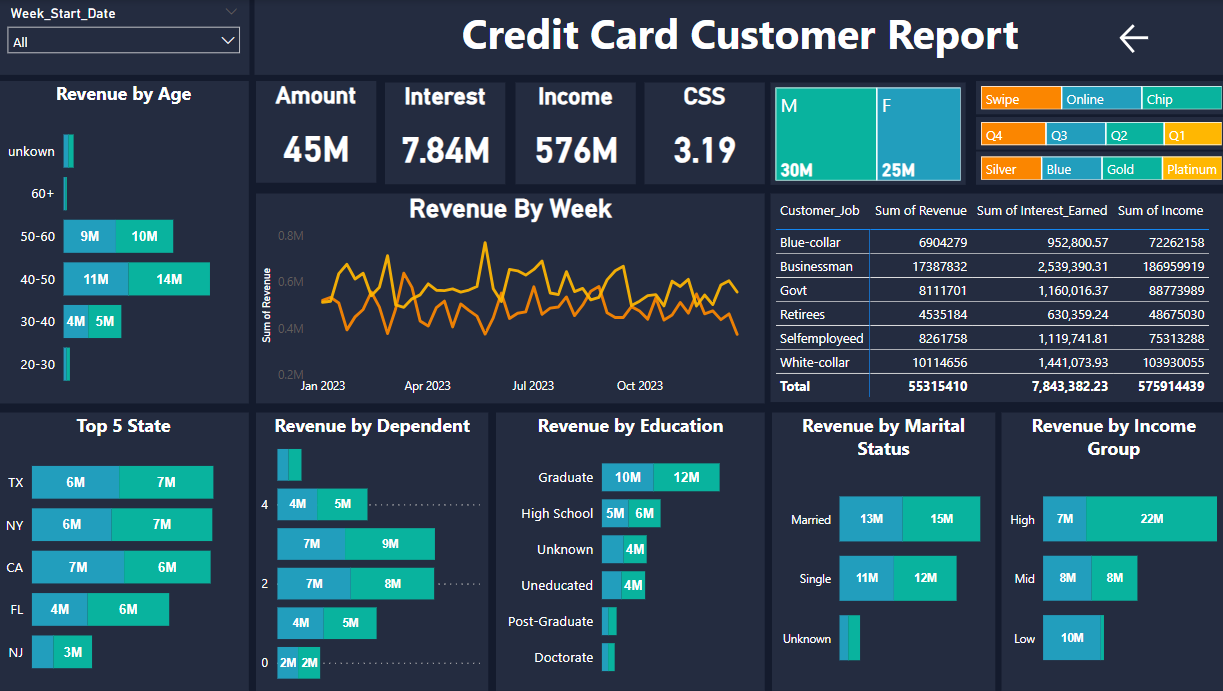 Week_Start_Date
All
Credit Card Customer Report
Revenue by Age
unkown
60+
50-60 9M 10M
40-50 11M 14M
30-40 4M 5M
20-30
Amount
45M
Interest
7.84M
Income
576M
CSS
3.19
M F
30M 25M
Swipe Online Chip
Q4 Q3 Q2 Q1
Silver Blue Gold Platinum
Revenue By Week
Sum of Revenue
0.8M
0.6M
0.4M
0.2M
Jan 2023 Apr 2023 Jul 2023 Oct 2023
Customer_Job Sum of Revenue Sum of Interest_Earned Sum of Income
Blue-collar 6904279 952,800.57 72262158
Businessman 17387832 2,539,390.31 186959919
Govt 8111701 1,160,016.37 88773989
Retirees 4535184 630,359.24 48675030
Selfemployeed 8261758 1,119,741.81 75313288
White-collar 10114656 1,441,073.93 103930055
Total 55315410 7,843,382.23 575914439
Top 5 State
TX 6M 7M
NY 6M 7M
CA 7M 6M
FL 4M 6M
NJ 3M
Revenue by Dependent
4 4M 5M
7M 9M
2 7M 8M
4M 5M
0 2M 2M
Revenue by Education
Graduate 10M 12M
High School 5M 6M
Unknown 4M
Uneducated 4M
Post-Graduate
Doctorate
Revenue by Marital
Status
Married 13M 15M
Single 11M 12M
Unknown
Revenue by Income
Group
High 7M 22M
Mid 8M 8M
Low 10M